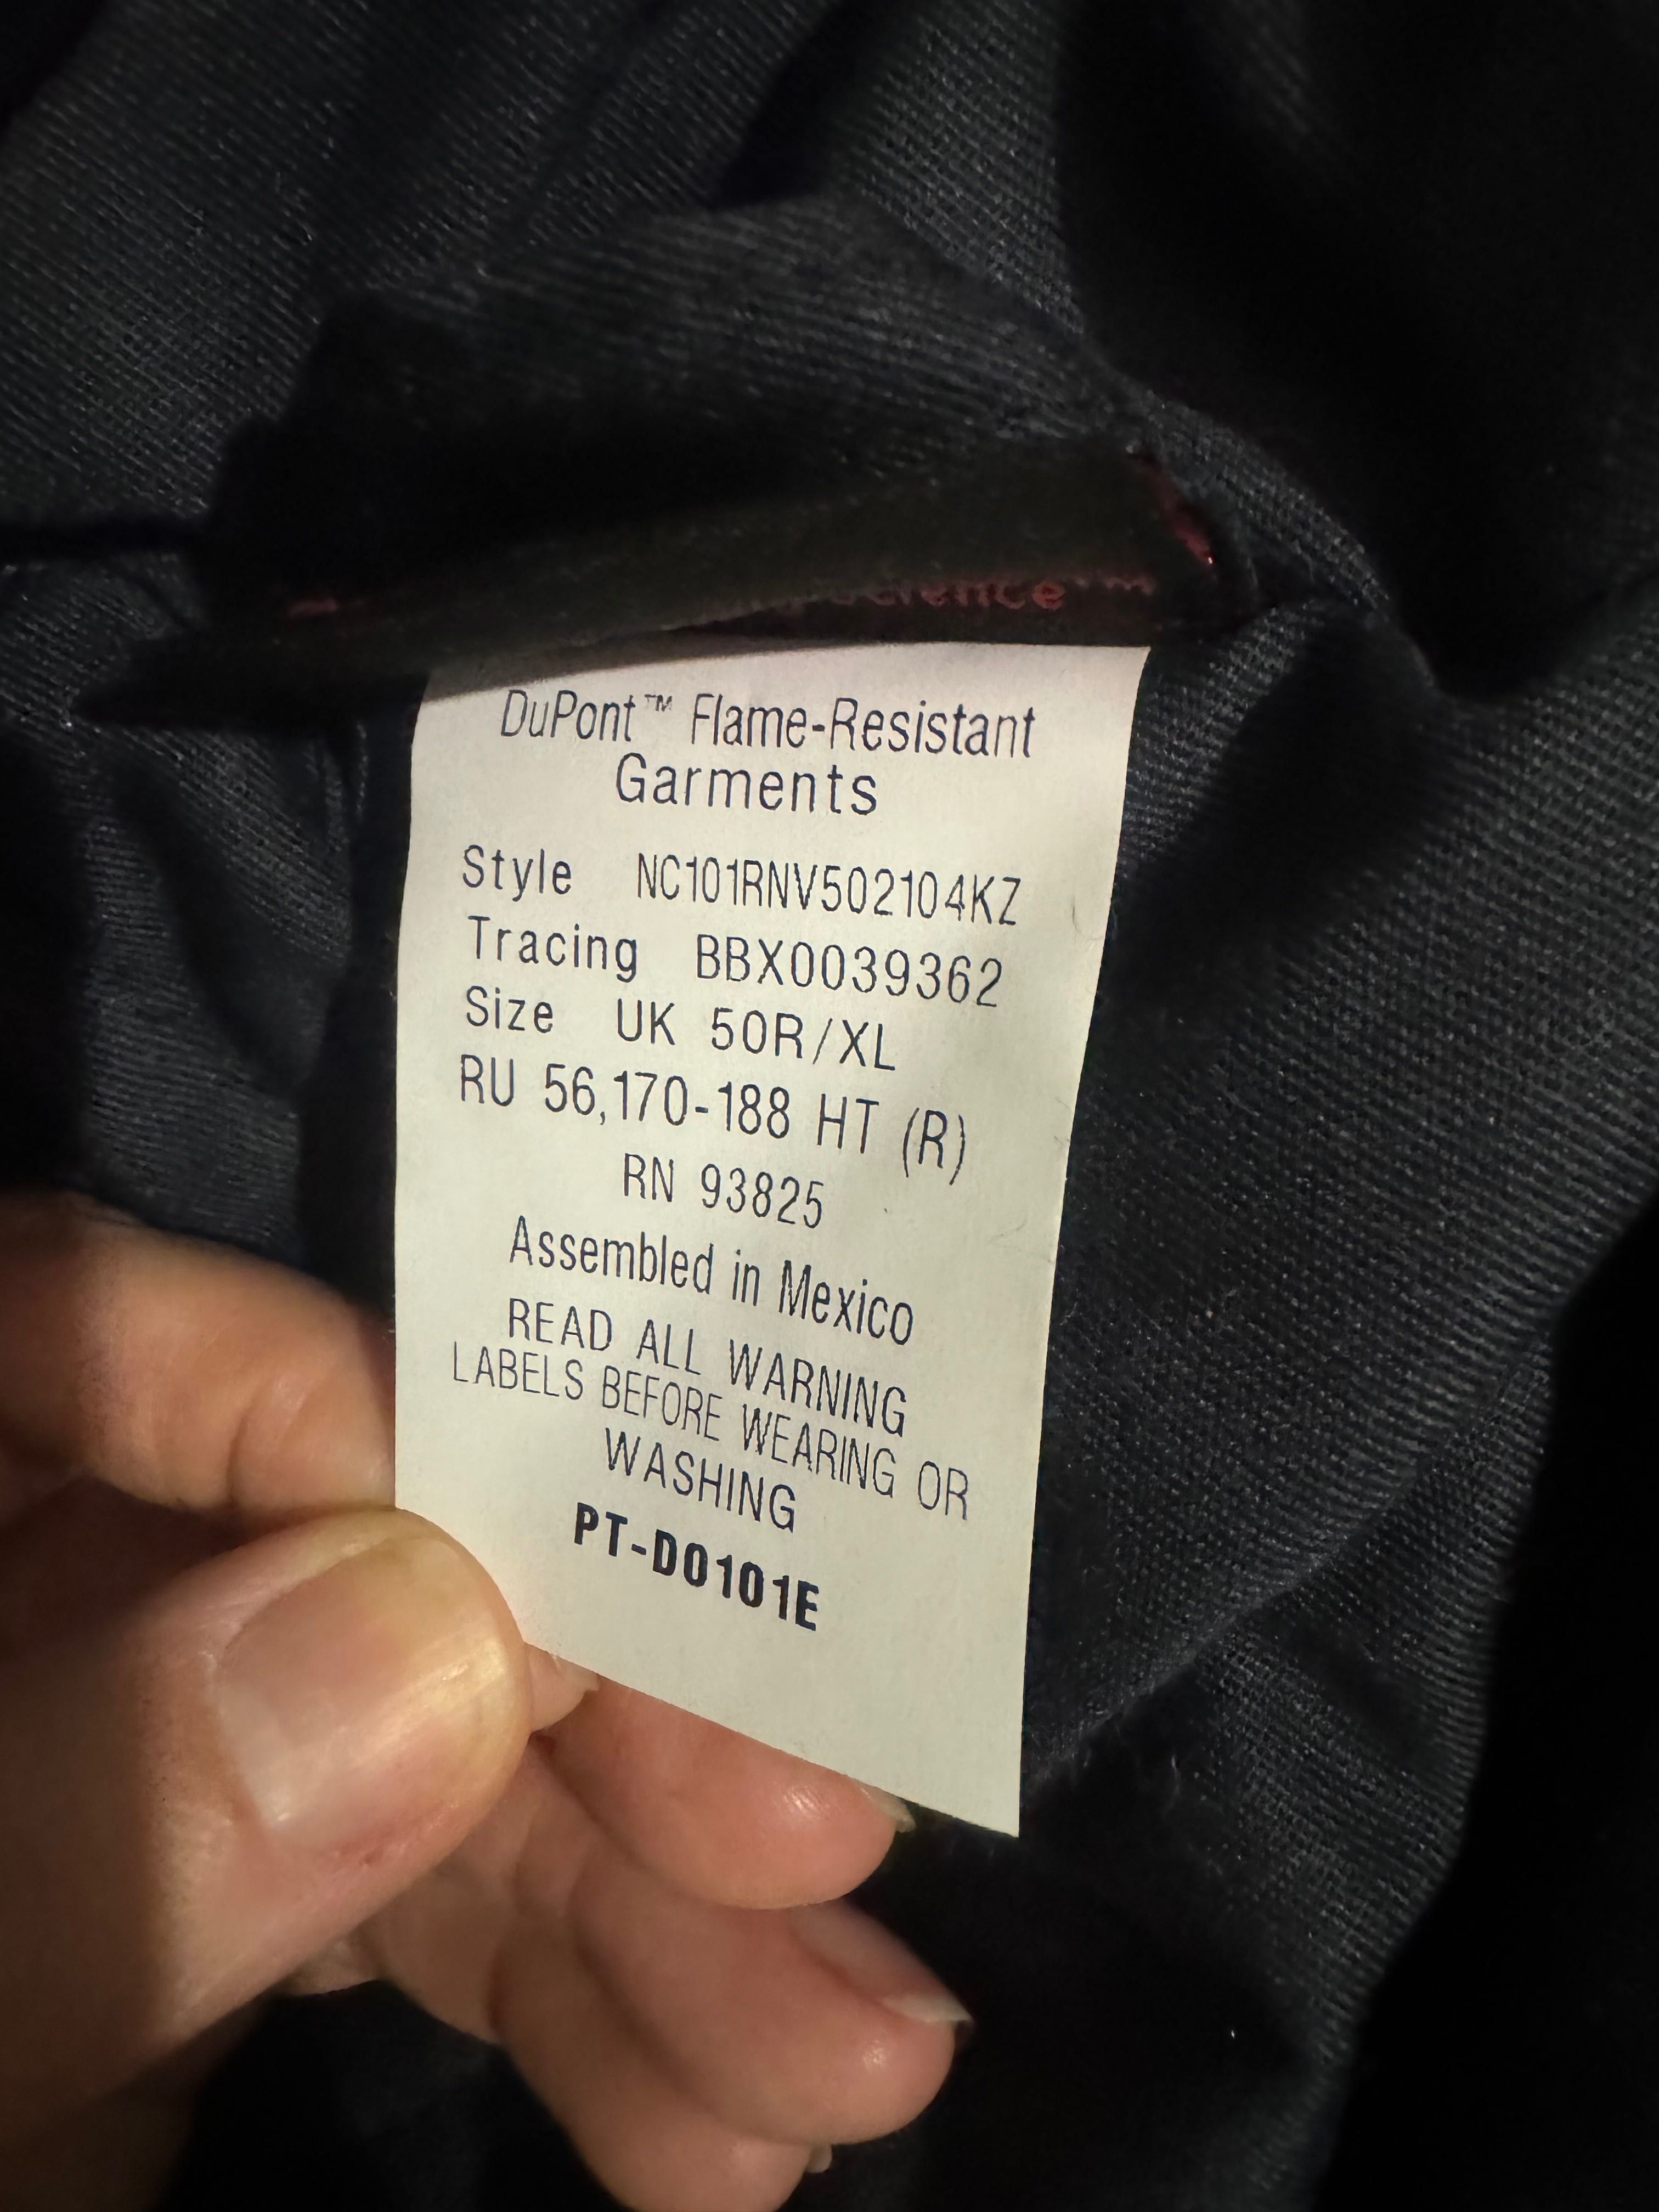 science
DuPont™ Flame-Resistant
Garments
Style NC101RNV502104KZ
Tracing BBX0039362
Size UK 50R/XL
RU 56,170-188 HT (R)
RN 93825
Assembled in Mexico
READ ALL WARNING
LABELS BEFORE WEARING OR
WASHING
PT-D0101E